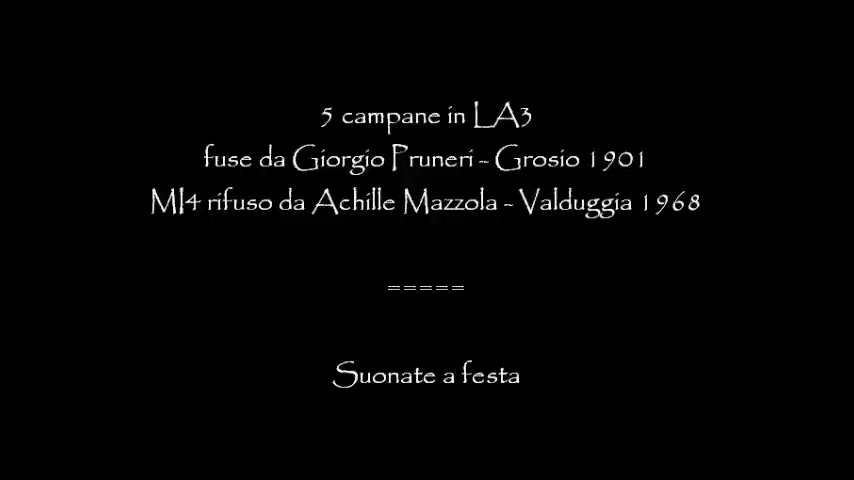 5 campane in LA3
fuse da Giorgio Pruneri - Grosio 1901
MI4 rifuso da Achille Mazzola - Valduggia 1968
=====
Suonate a festa